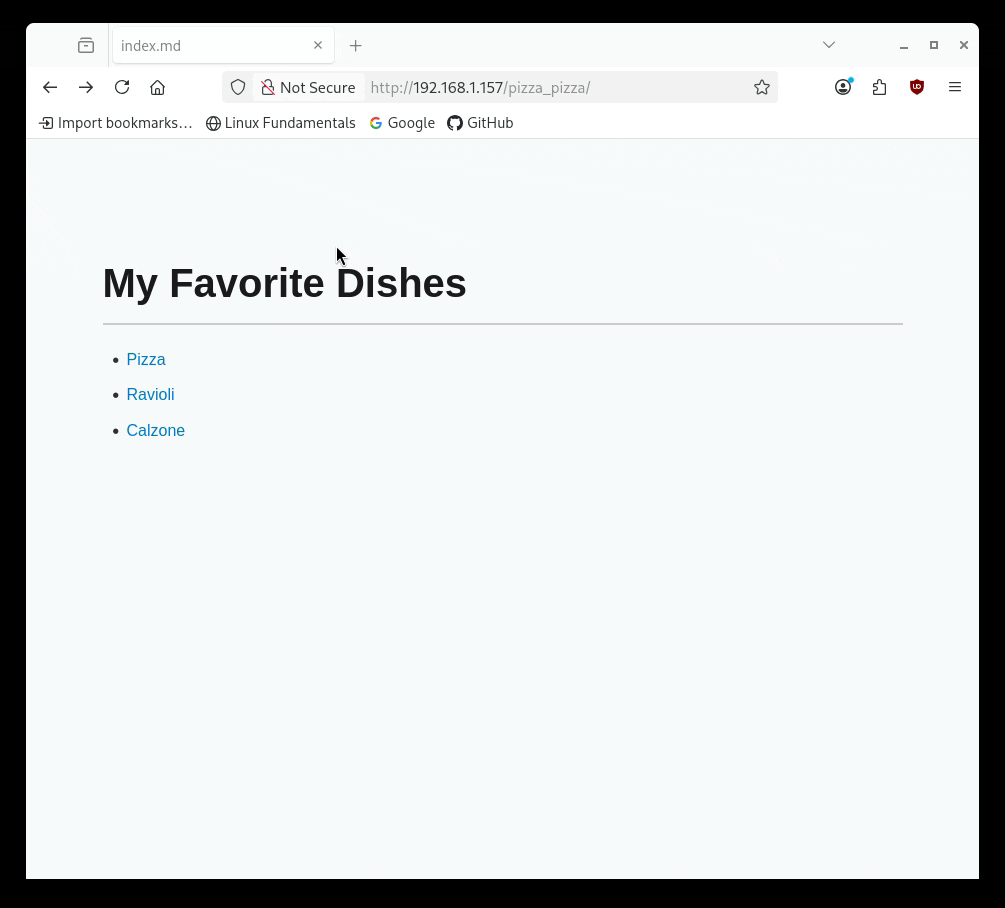 index.md
Not Secure http://192.168.1.157/pizza_pizza/
Import bookmarks… Linux Fundamentals Google GitHub
My Favorite Dishes
Pizza
Ravioli
Calzone